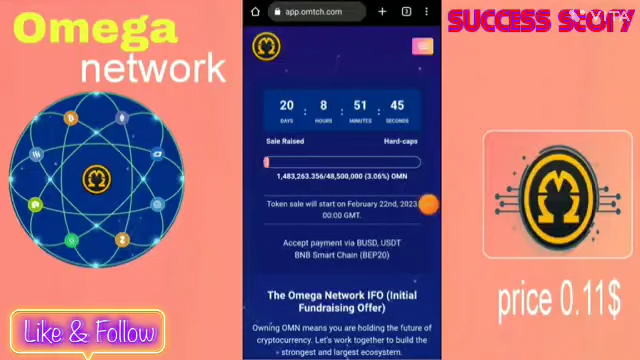 Omega
network
Like & Follow
app.omtch.com
3
20
8
51
45
DAYS
HOURS
MINUTES
SECONDS
Sale Raised
Hard-caps
1,483,263.356/48,500,000 (3.06%) OMN
Token sale will start on February 22nd, 2023
00:00 GMT.
Accept payment via BUSD, USDT
BNB Smart Chain (BEP20)
The Omega Network IFO (Initial
Fundraising Offer)
Owning OMN means you are holding the future of
cryptocurrency. Let's work together to build the
strongest and largest ecosystem.
SUCCESS StORY
price 0.11$